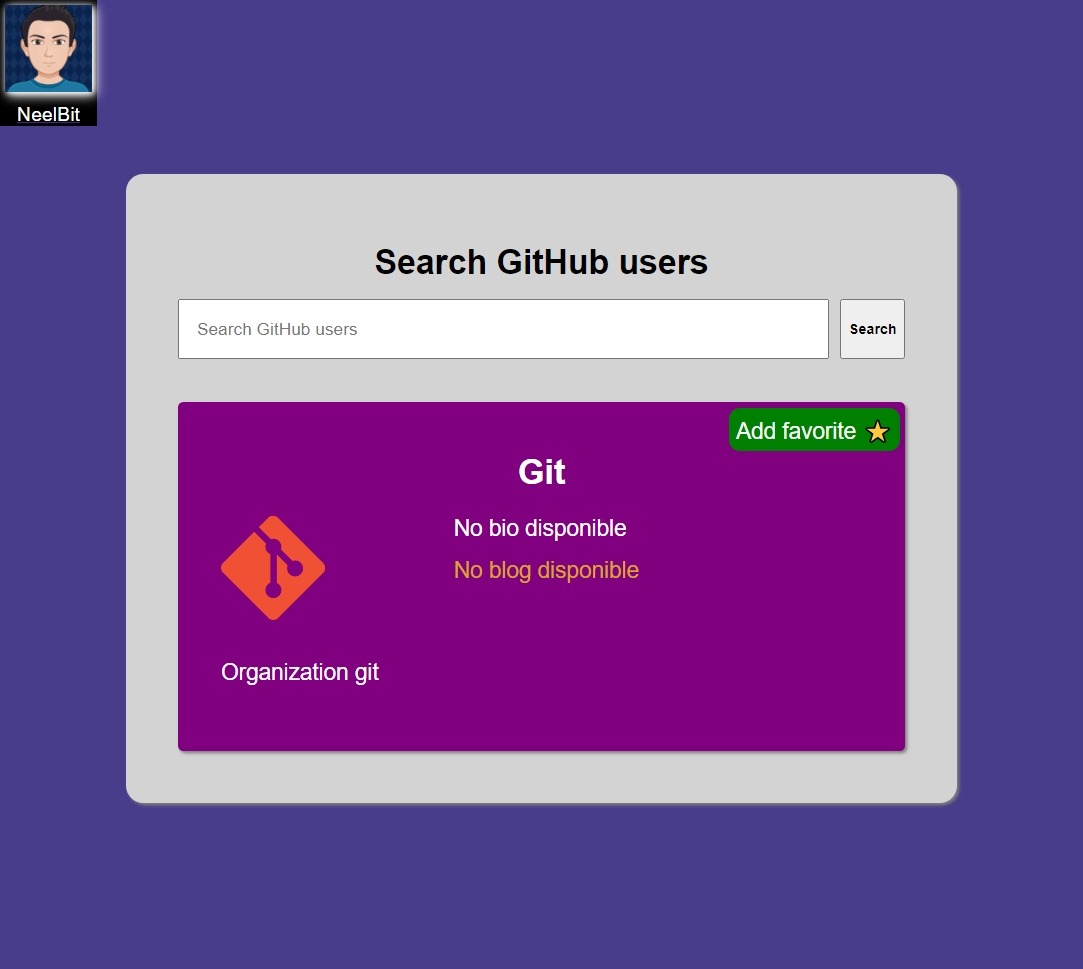 NeelBit
Search GitHub users
Search GitHub users
Search
Add favorite
Git
No bio disponible
No blog disponible
Organization git